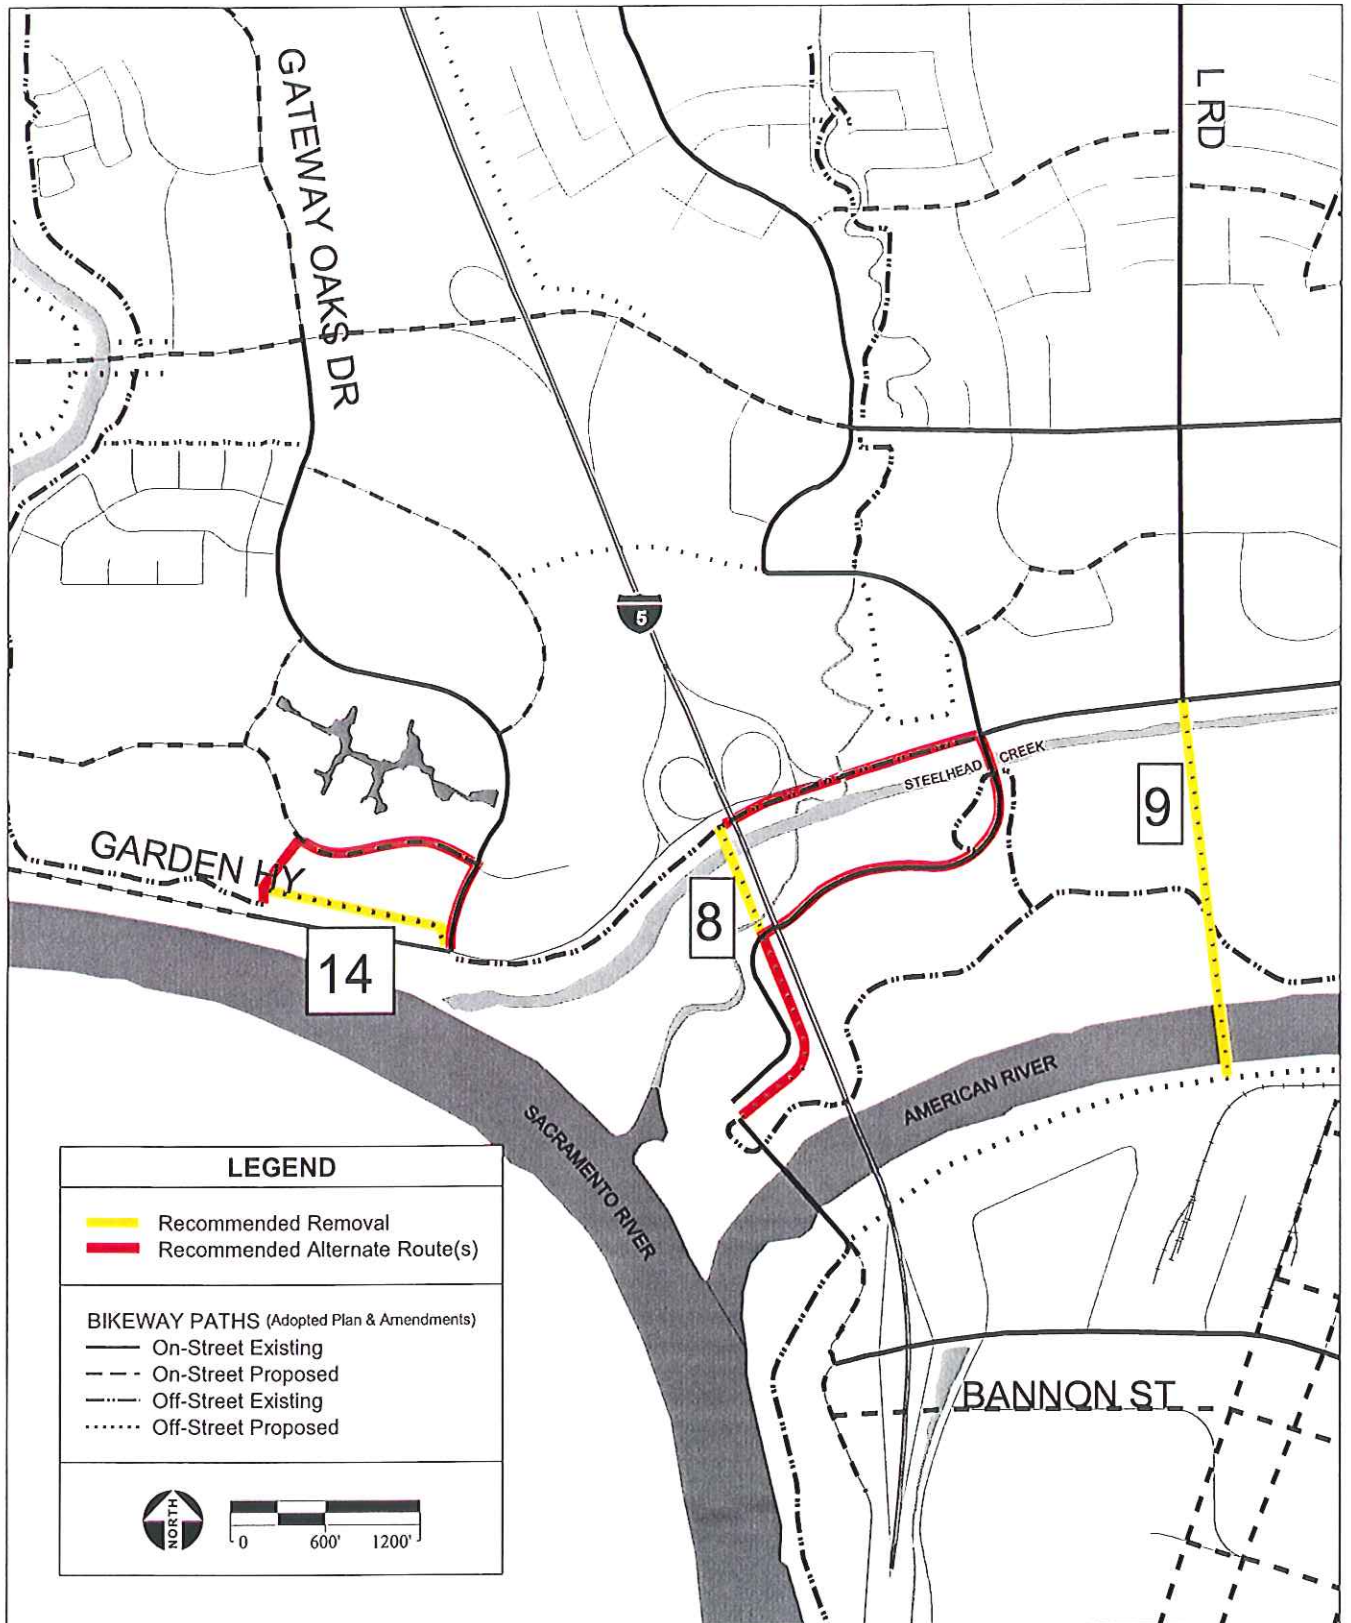 GATEWAY OAKS DR
L RD
5
STEELHEAD CREEK
9
GARDEN HY
8
14
AMERICAN RIVER
SACRAMENTO RIVER
LEGEND
Recommended Removal
Recommended Alternate Route(s)
BIKEWAY PATHS (Adopted Plan & Amendments)
On-Street Existing
On-Street Proposed
Off-Street Existing
Off-Street Proposed
NORTH
0 600' 1200'
BANNON ST